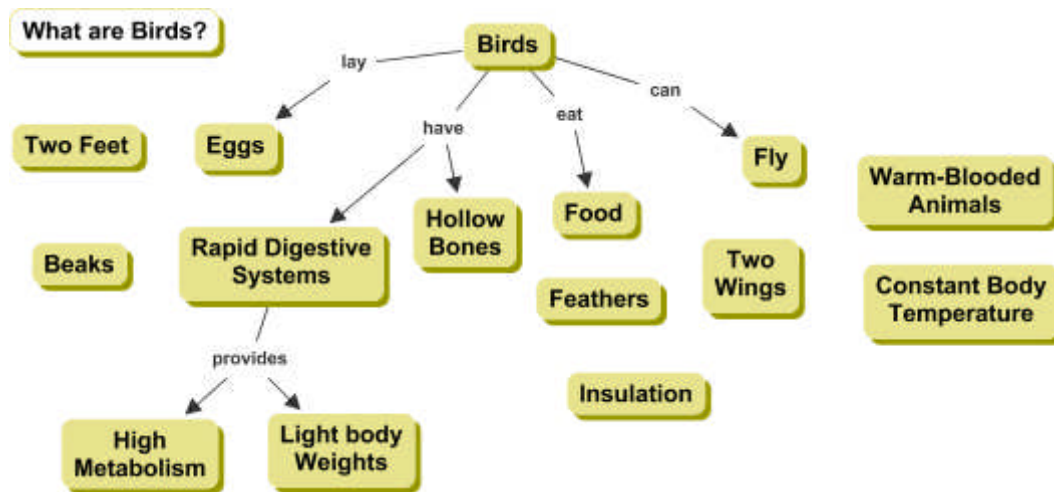 What are Birds?
Birds
lay
can
have
eat
Two Feet
Eggs
Fly
Warm-Blooded
Animals
Hollow
Bones
Food
Beaks
Rapid Digestive
Systems
Two
Wings
Feathers
Constant Body
Temperature
provides
Insulation
High
Metabolism
Light body
Weights